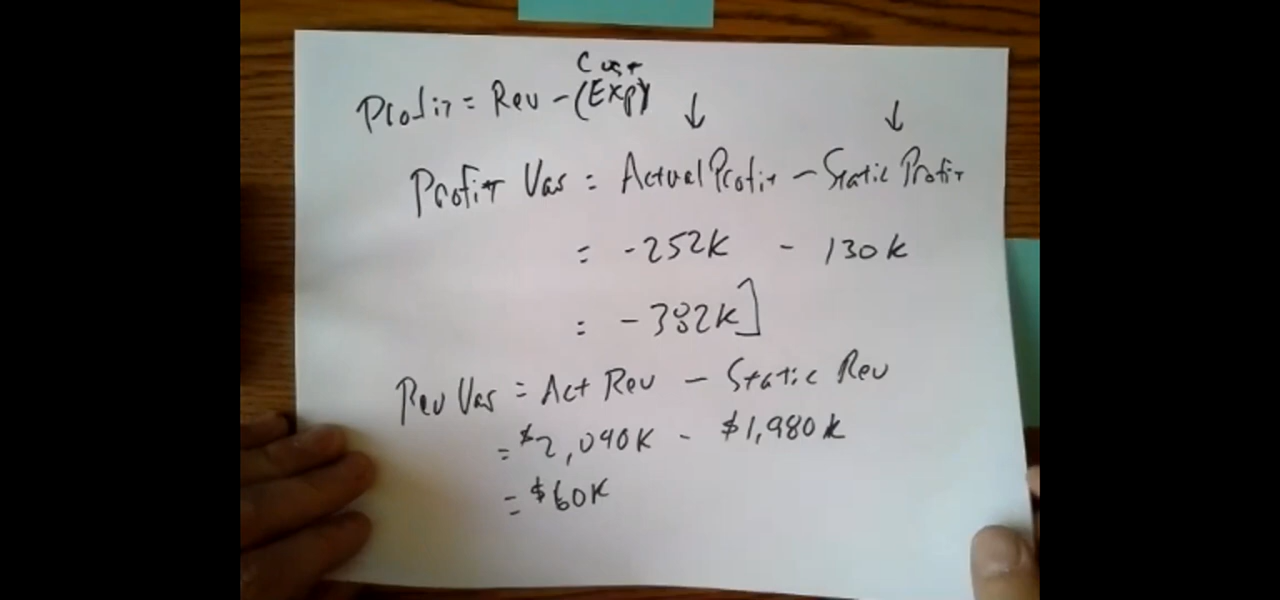 Cost
Profit = Rev - (Exp)
Profit Var = Actual Profit - Static Profit
= -252K - 130K
= -382K]
Rev Var = Act Rev - Static Rev
= $2,040K - $1,980K
= $60K